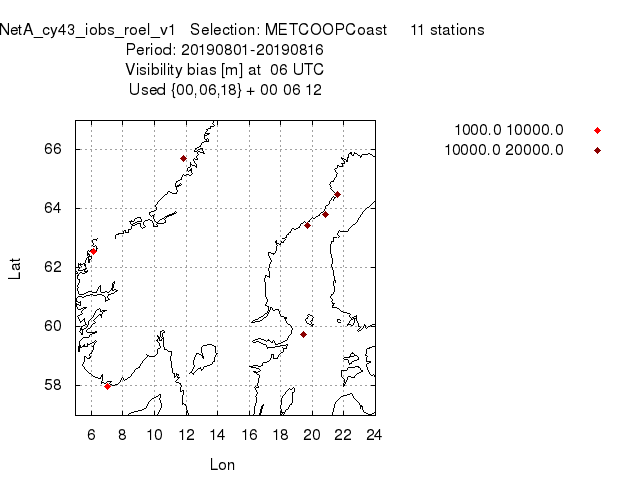 NetA_cy43_iobs_roel_v1 Selection: METCOOPCoast 11 stations
Period: 20190801-20190816
Visibility bias [m] at 06 UTC
Used {00,06,18} + 00 06 12
1000.0 10000.0
10000.0 20000.0
66
64
62
60
58
Lat
6 8 10 12 14 16 18 20 22 24
Lon